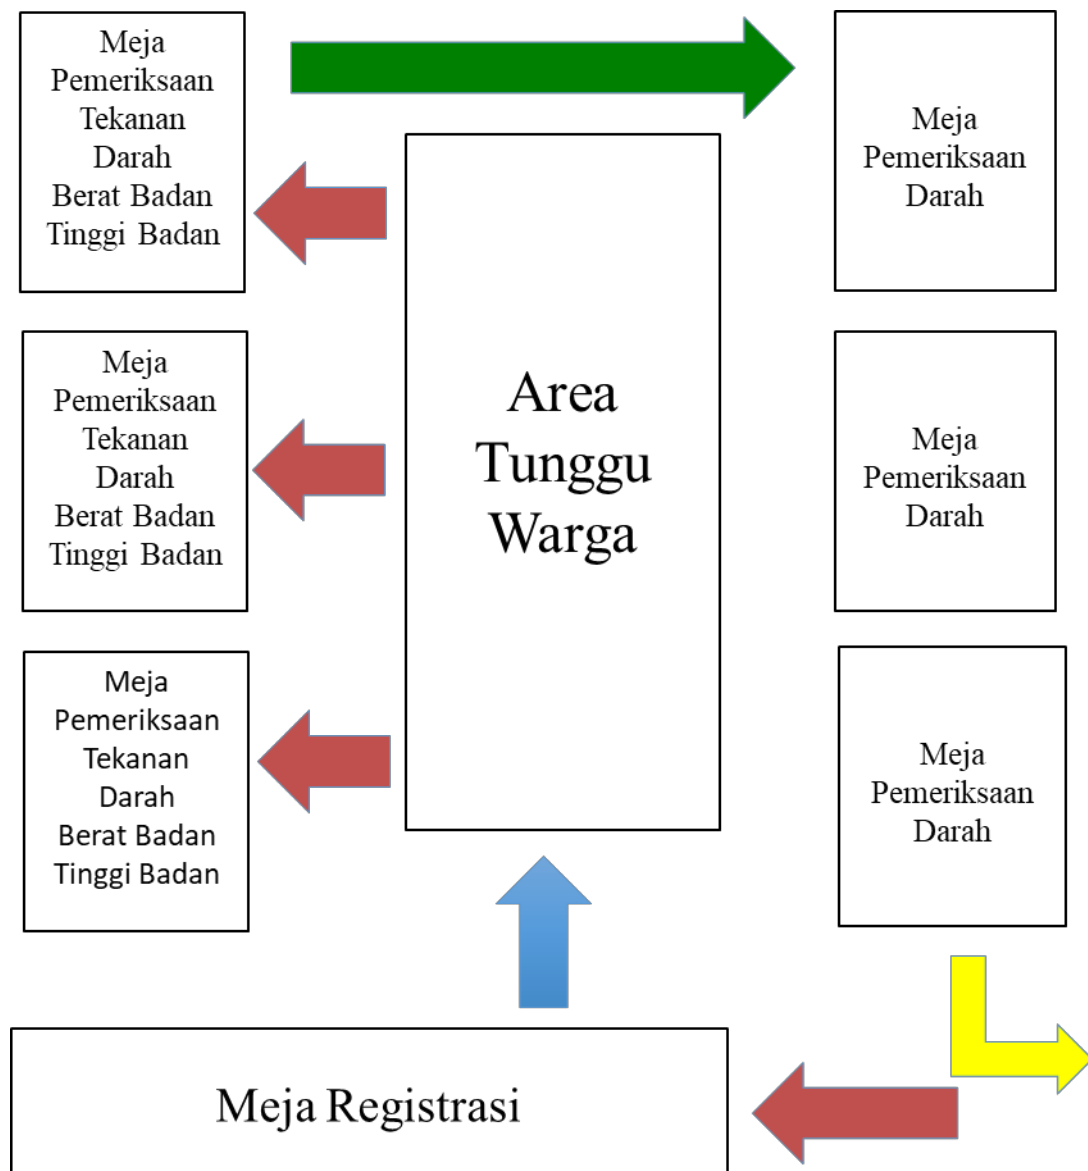 Meja
Pemeriksaan
Tekanan
Darah
Berat Badan
Tinggi Badan
Meja
Pemeriksaan
Darah
Meja
Pemeriksaan
Tekanan
Darah
Berat Badan
Tinggi Badan
Area
Tunggu
Warga
Meja
Pemeriksaan
Darah
Meja
Pemeriksaan
Tekanan
Darah
Berat Badan
Tinggi Badan
Meja
Pemeriksaan
Darah
Meja Registrasi